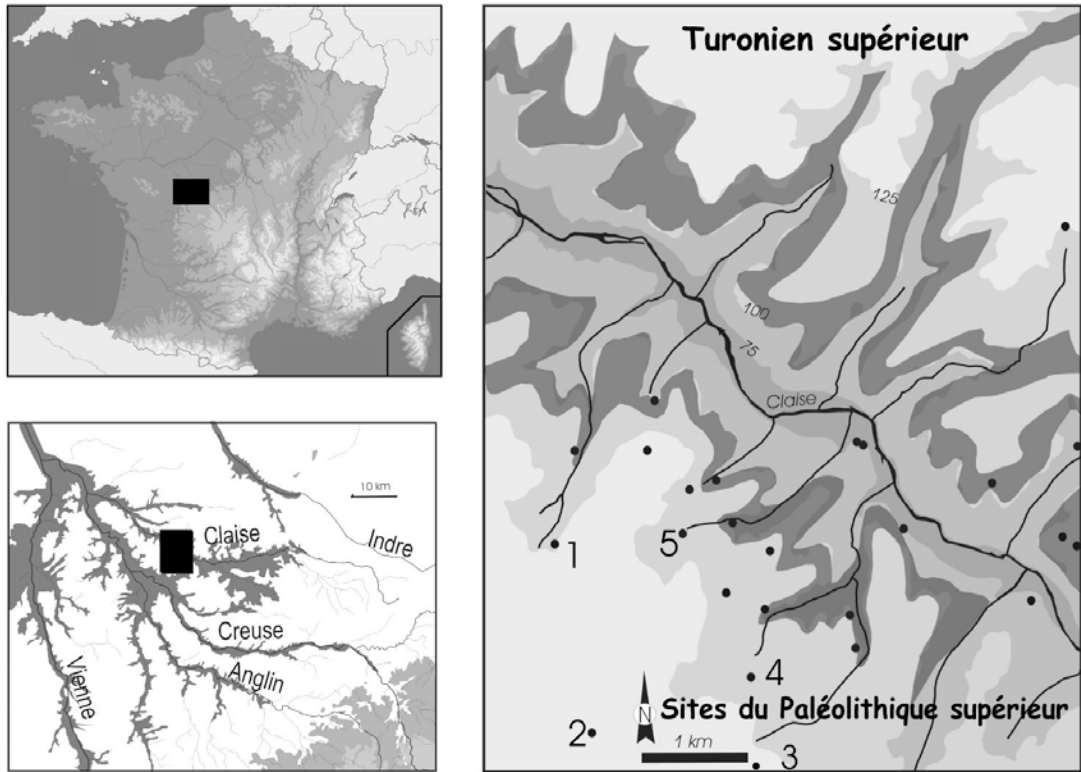 10 km
Claise
Indre
Creuse
Anglin
Vienne
Turonien supérieur
125
100
75
Claise
1
5
4
N
Sites du Paléolithique supérieur
2
1 km
3